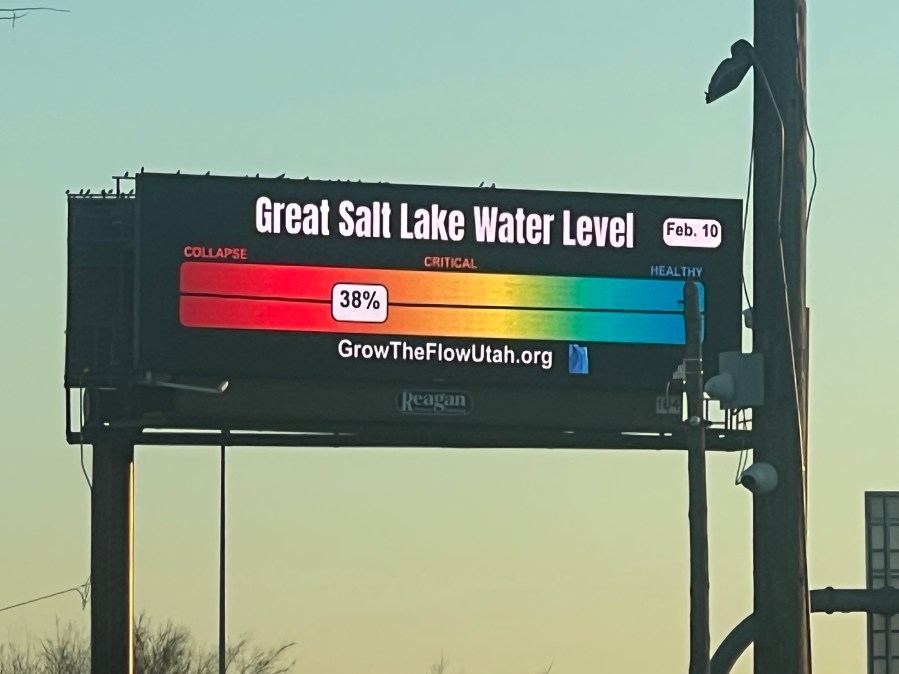 Great Salt Lake Water Level
Feb. 10
COLLAPSE
CRITICAL
HEALTHY
38%
GrowTheFlowUtah.org
Reagan